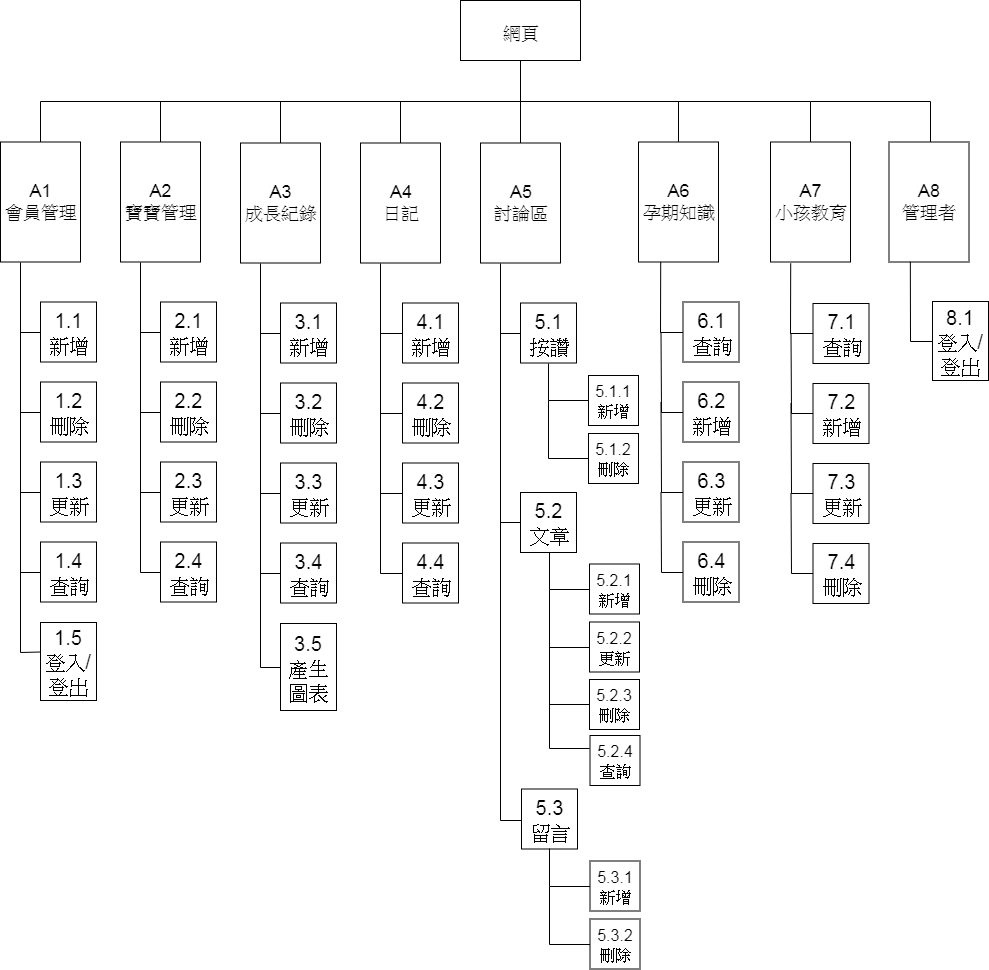 網頁
A1
會員管理
A2
寶寶管理
A3
成長紀錄
A4
日記
A5
討論區
A6
孕期知識
A7
小孩教育
A8
管理者
1.1
新增
1.2
刪除
1.3
更新
1.4
查詢
1.5
登入/
登出
2.1
新增
2.2
刪除
2.3
更新
2.4
查詢
3.1
新增
3.2
刪除
3.3
更新
3.4
查詢
3.5
產生
圖表
4.1
新增
4.2
刪除
4.3
更新
4.4
查詢
5.1
按讚
5.1.1
新增
5.1.2
刪除
5.2
文章
5.2.1
新增
5.2.2
更新
5.2.3
刪除
5.2.4
查詢
5.3
留言
5.3.1
新增
5.3.2
刪除
6.1
查詢
6.2
新增
6.3
更新
6.4
刪除
7.1
查詢
7.2
新增
7.3
更新
7.4
刪除
8.1
登入/
登出